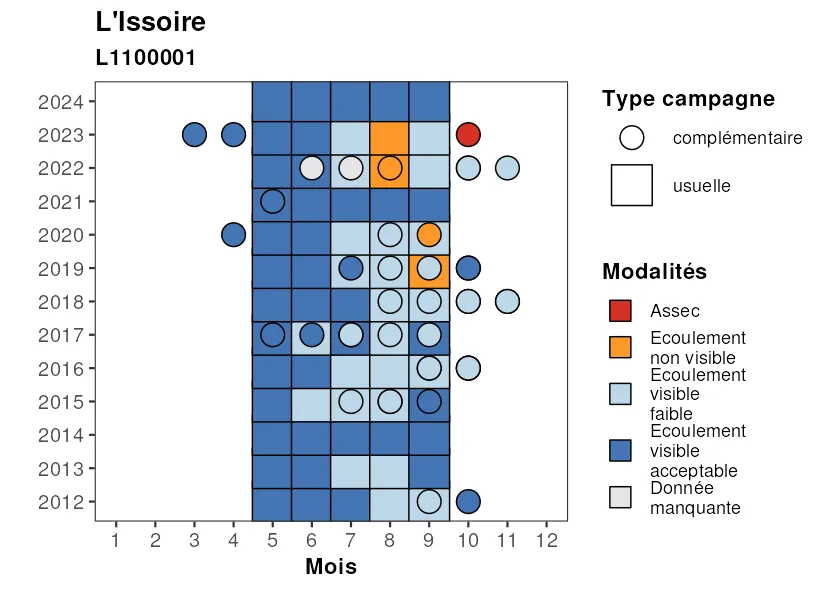 L'Issoire
L1100001
2024
2023
2022
2021
2020
2019
2018
2017
2016
2015
2014
2013
2012
1 2 3 4 5 6 7 8 9 10 11 12
Mois
Type campagne
complémentaire
usuelle
Modalités
Assec
Ecoulement
non visible
Ecoulement
visible
faible
Ecoulement
visible
acceptable
Donnée
manquante